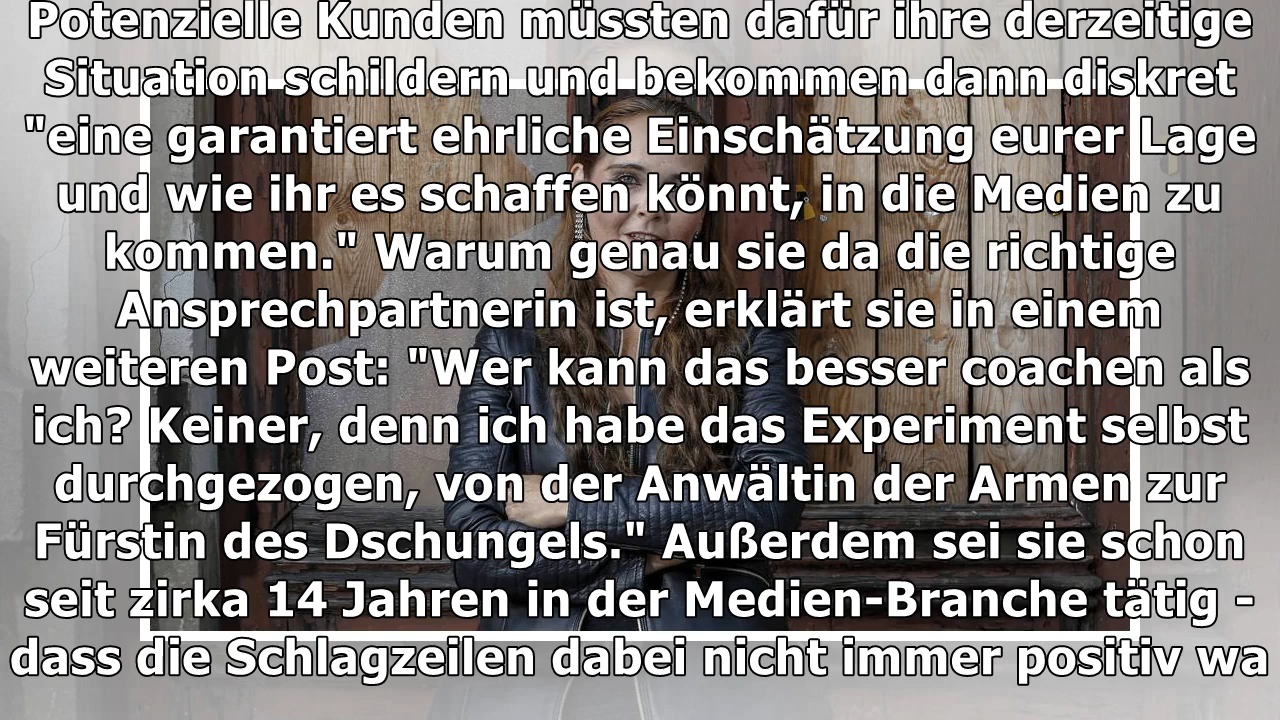 Potenzielle Kunden müssten dafür ihre derzeitige
Situation schildern und bekommen dann diskret
"eine garantiert ehrliche Einschätzung eurer Lage
und wie ihr es schaffen könnt, in die Medien zu
kommen." Warum genau sie da die richtige
Ansprechpartnerin ist, erklärt sie in einem
weiteren Post: "Wer kann das besser coachen als
ich? Keiner, denn ich habe das Experiment selbst
durchgezogen, von der Anwältin der Armen zur
Fürstin des Dschungels." Außerdem sei sie schon
seit zirka 14 Jahren in der Medien-Branche tätig -
dass die Schlagzeilen dabei nicht immer positiv wa